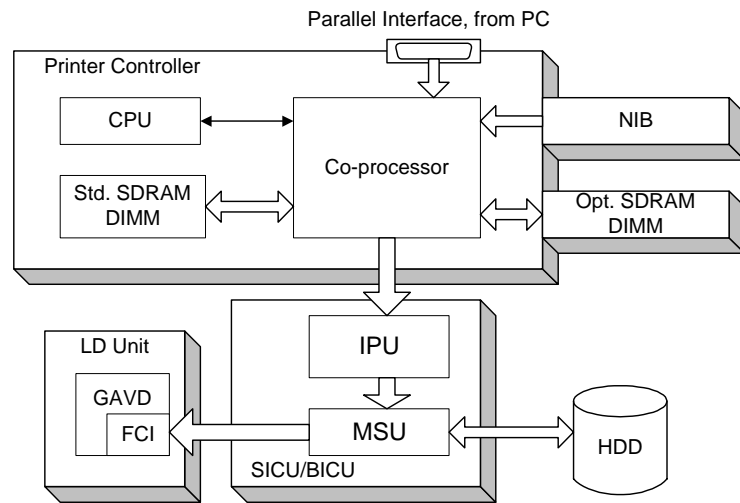 Parallel Interface, from PC
Printer Controller
CPU
Co-processor
NIB
Std. SDRAM
DIMM
Opt. SDRAM
DIMM
IPU
LD Unit
GAVD
FCI
MSU
HDD
SICU/BICU